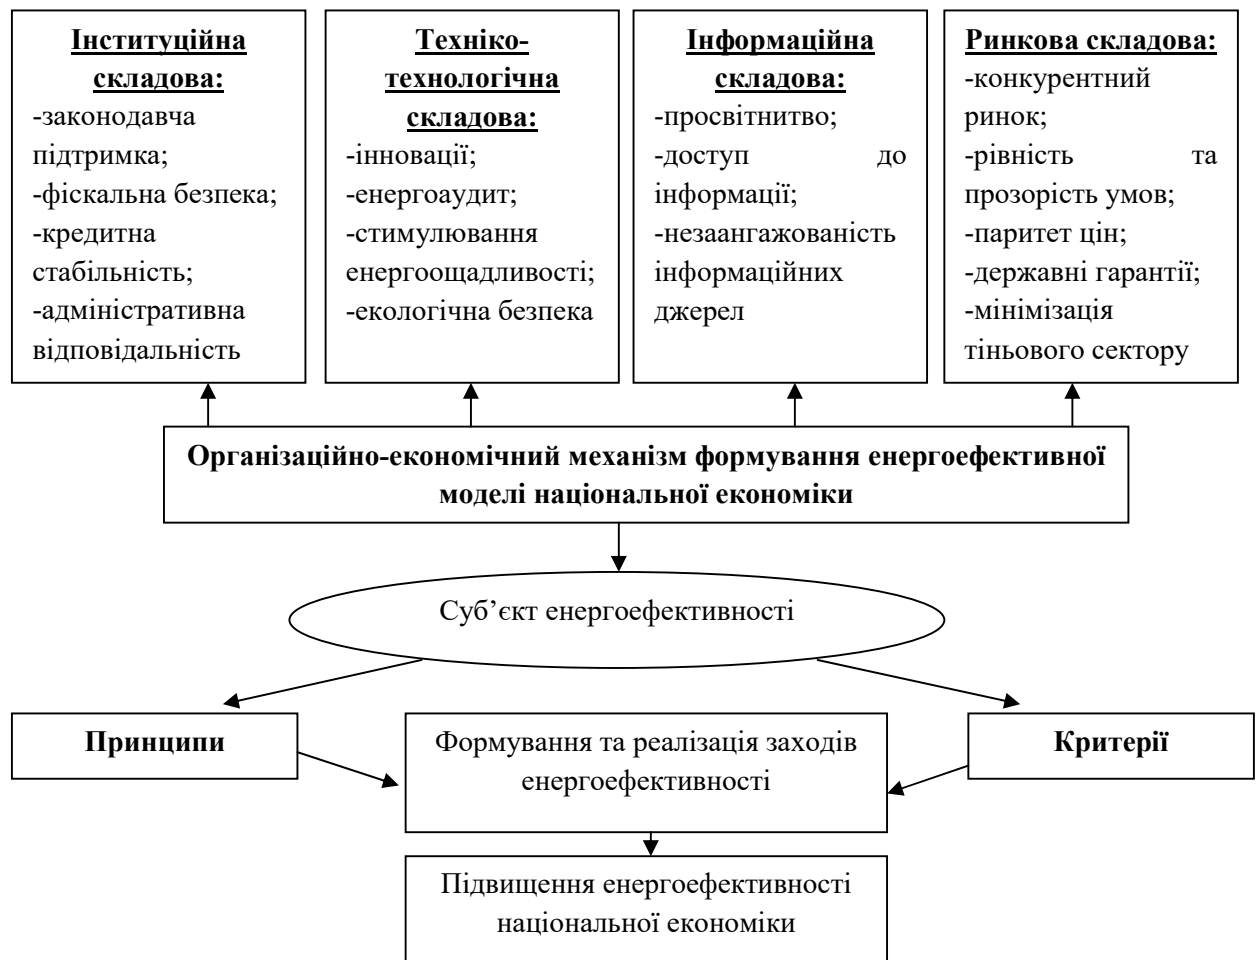 Інституційна
складова:
-законодавча
підтримка;
-фіскальна безпека;
-кредитна
стабільність;
-адміністративна
відповідальність
Техніко-
технологічна
складова:
-інновації;
-енергоаудит;
-стимулювання
енергоощадливості;
-екологічна безпека
Інформаційна
складова:
-просвітнитво;
-доступ до
інформації;
-незаангажованість
інформаційних
джерел
Ринкова складова:
-конкурентний
ринок;
-рівність та
прозорість умов;
-паритет цін;
-державні гарантії;
-мінімізація
тіньового сектору
Організаційно-економічний механізм формування енергоефективної
моделі національної економіки
Суб’єкт енергоефективності
Принципи
Формування та реалізація заходів
енергоефективності
Критерії
Підвищення енергоефективності
національної економіки